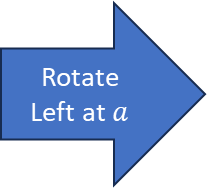 Rotate
Left at 𝑎